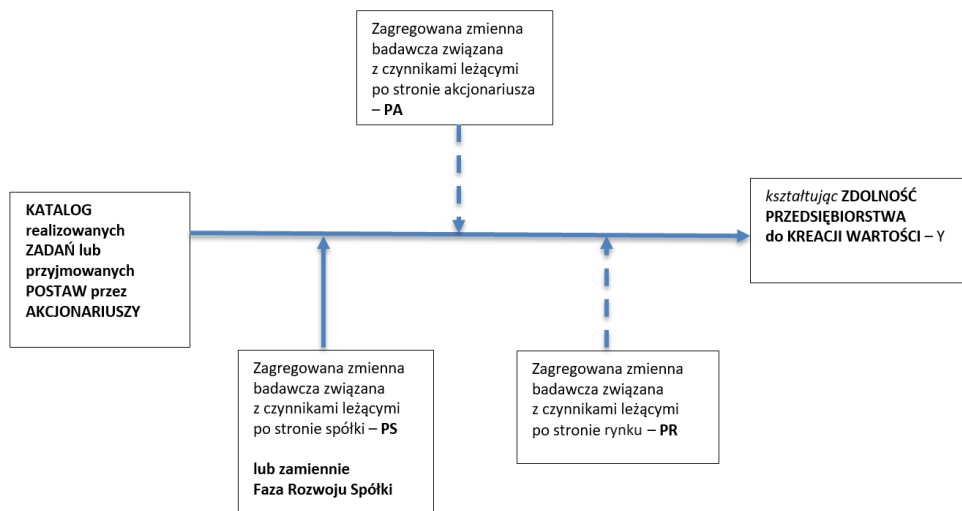 Zagregowana zmienna
badawcza związana
z czynnikami leżącymi
po stronie akcjonariusza
– PA
KATALOG
realizowanych
ZADAŃ lub
przyjmowanych
POSTAW przez
AKCJONARIUSZY
kształtując ZDOLNOŚĆ
PRZEDSIĘBIORSTWA
do KREACJI WARTOŚCI – Y
Zagregowana zmienna
badawcza związana
z czynnikami leżącymi
po stronie spółki – PS
lub zamiennie
Faza Rozwoju Spółki
Zagregowana zmienna
badawcza związana
z czynnikami leżącymi
po stronie rynku – PR